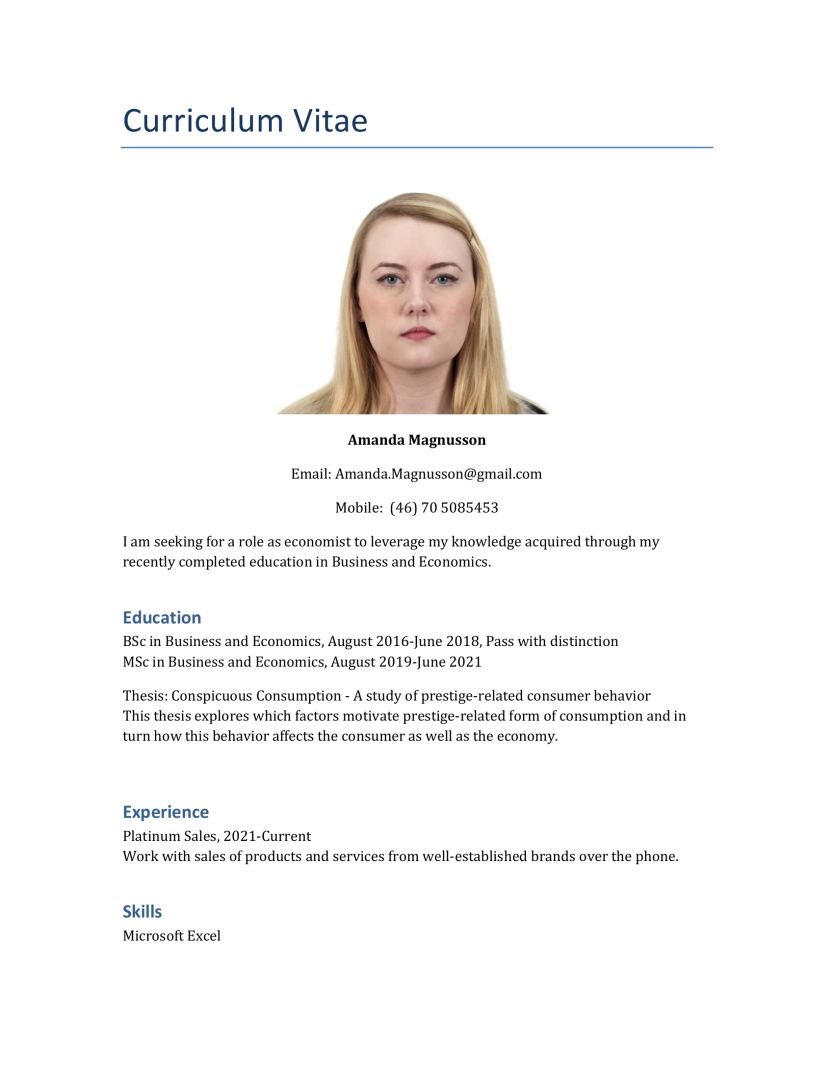 Curriculum Vitae
Amanda Magnusson
Email: Amanda.Magnusson@gmail.com
Mobile:  (46) 70 5085453
I am seeking for a role as economist to leverage my knowledge acquired through my
recently completed education in Business and Economics.
Education
BSc in Business and Economics, August 2016-June 2018, Pass with distinction
MSc in Business and Economics, August 2019-June 2021
Thesis: Conspicuous Consumption - A study of prestige-related consumer behavior
This thesis explores which factors motivate prestige-related form of consumption and in
turn how this behavior affects the consumer as well as the economy.
Experience
Platinum Sales, 2021-Current
Work with sales of products and services from well-established brands over the phone.
Skills
Microsoft Excel